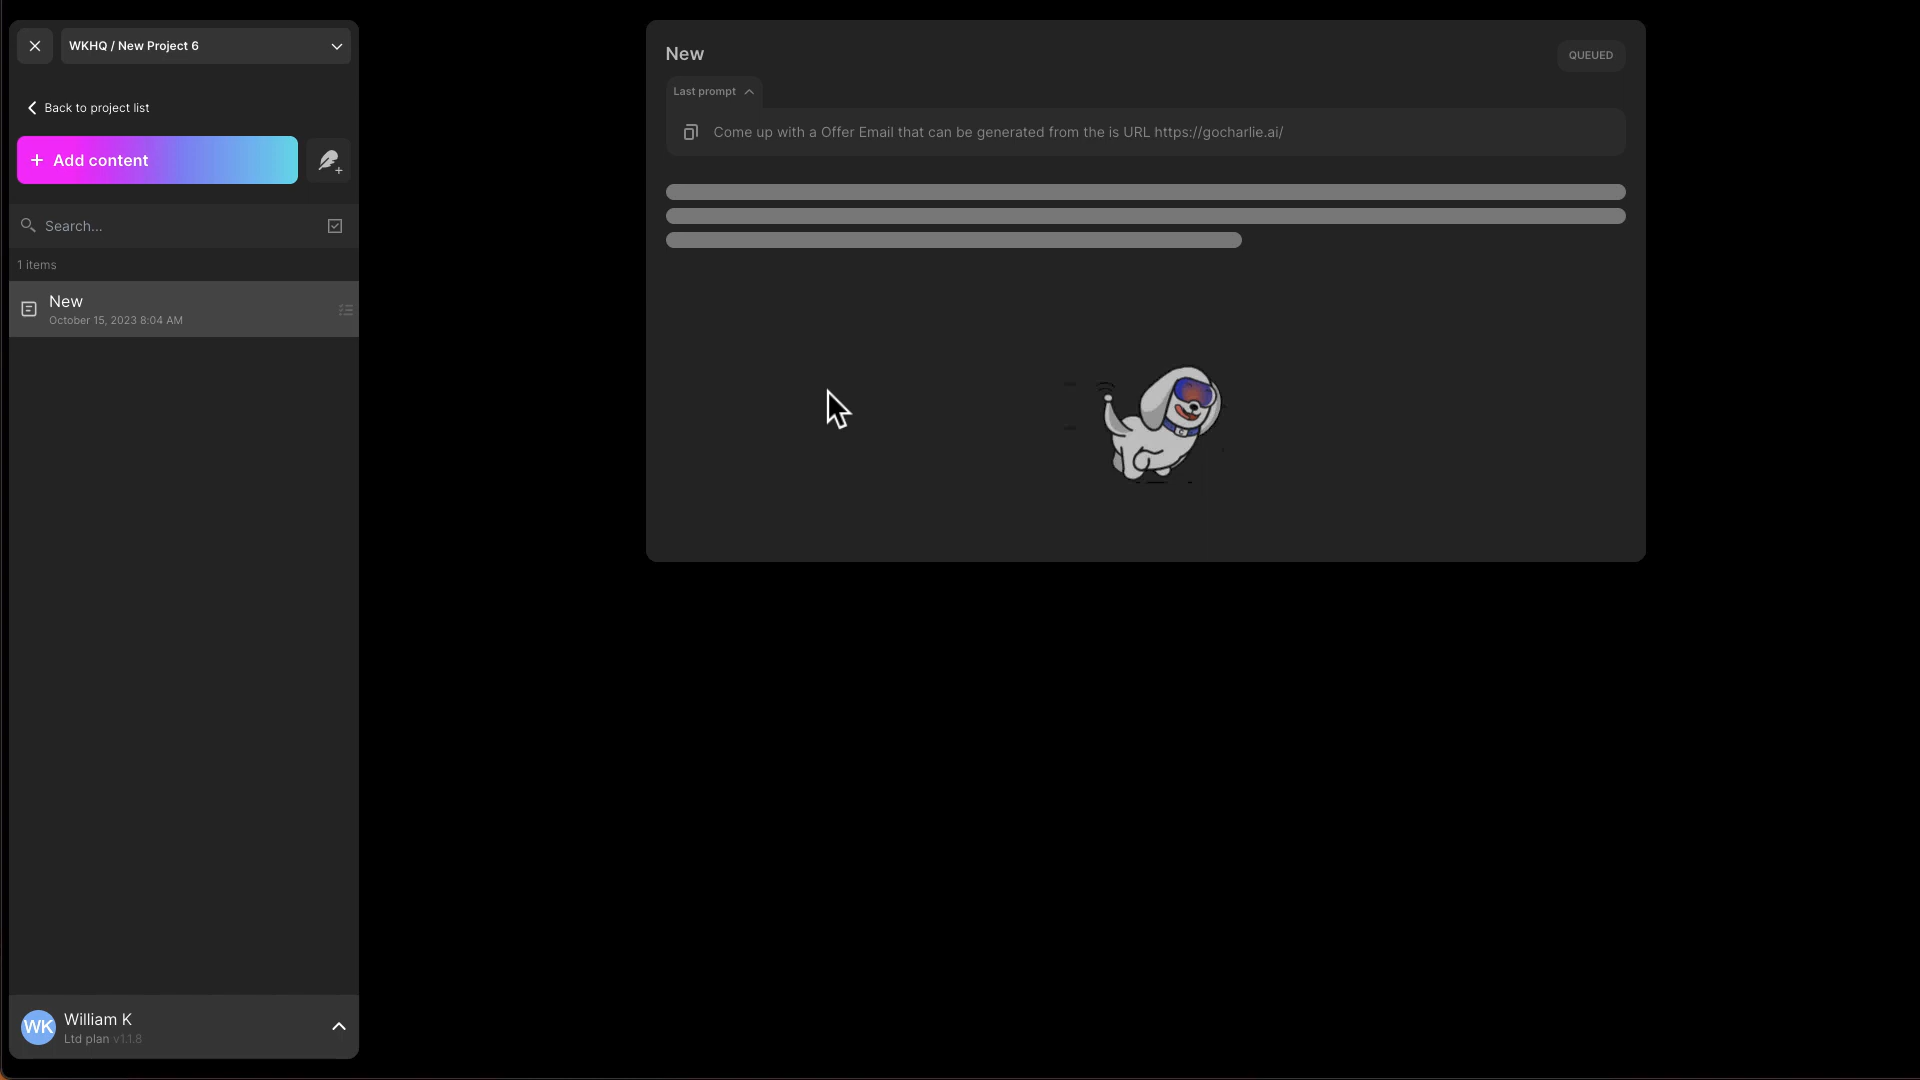 WKHQ / New Project 6
Back to project list
+ Add content
Search...
1 items
New
October 15, 2023 8:04 AM
WK
William K
Ltd plan v1.1.8
New
QUEUED
Last prompt
Come up with a Offer Email that can be generated from the is URL https://gocharlie.ai/
C